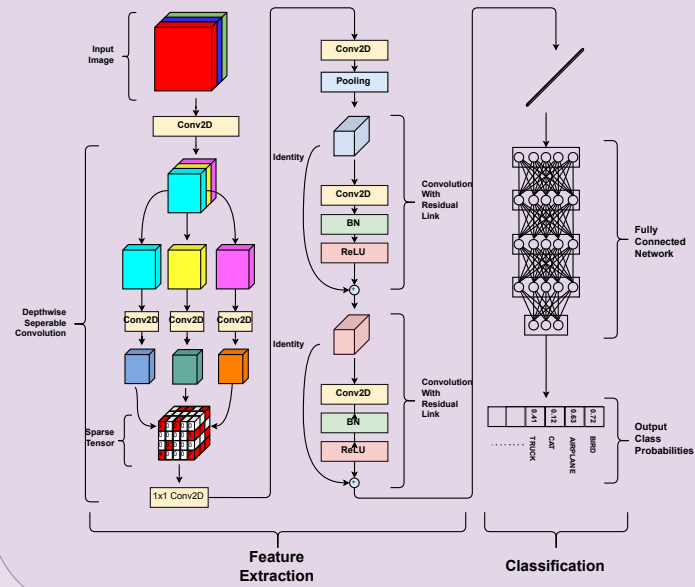 Input
Image
Conv2D
Depthwise
Seperable
Convolution
Conv2D
Conv2D
Conv2D
Sparse
Tensor
1x1 Conv2D
Conv2D
Pooling
Identity
Conv2D
BN
ReLU
+
Convolution
With
Residual
Link
Identity
Conv2D
BN
ReLU
+
Convolution
With
Residual
Link
Feature
Extraction
Fully
Connected
Network
0.41
0.12
0.63
0.72
TRUCK
CAT
AIRPLANE
BIRD
Output
Class
Probabilities
Classification